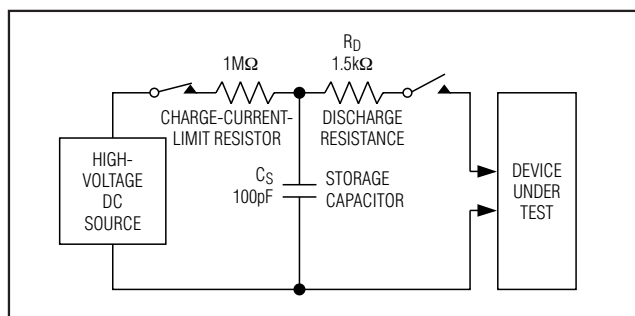 1MΩ
R_D
1.5kΩ
CHARGE-CURRENT-
LIMIT RESISTOR
DISCHARGE
RESISTANCE
HIGH-
VOLTAGE
DC
SOURCE
C_S
100pF
STORAGE
CAPACITOR
DEVICE
UNDER
TEST